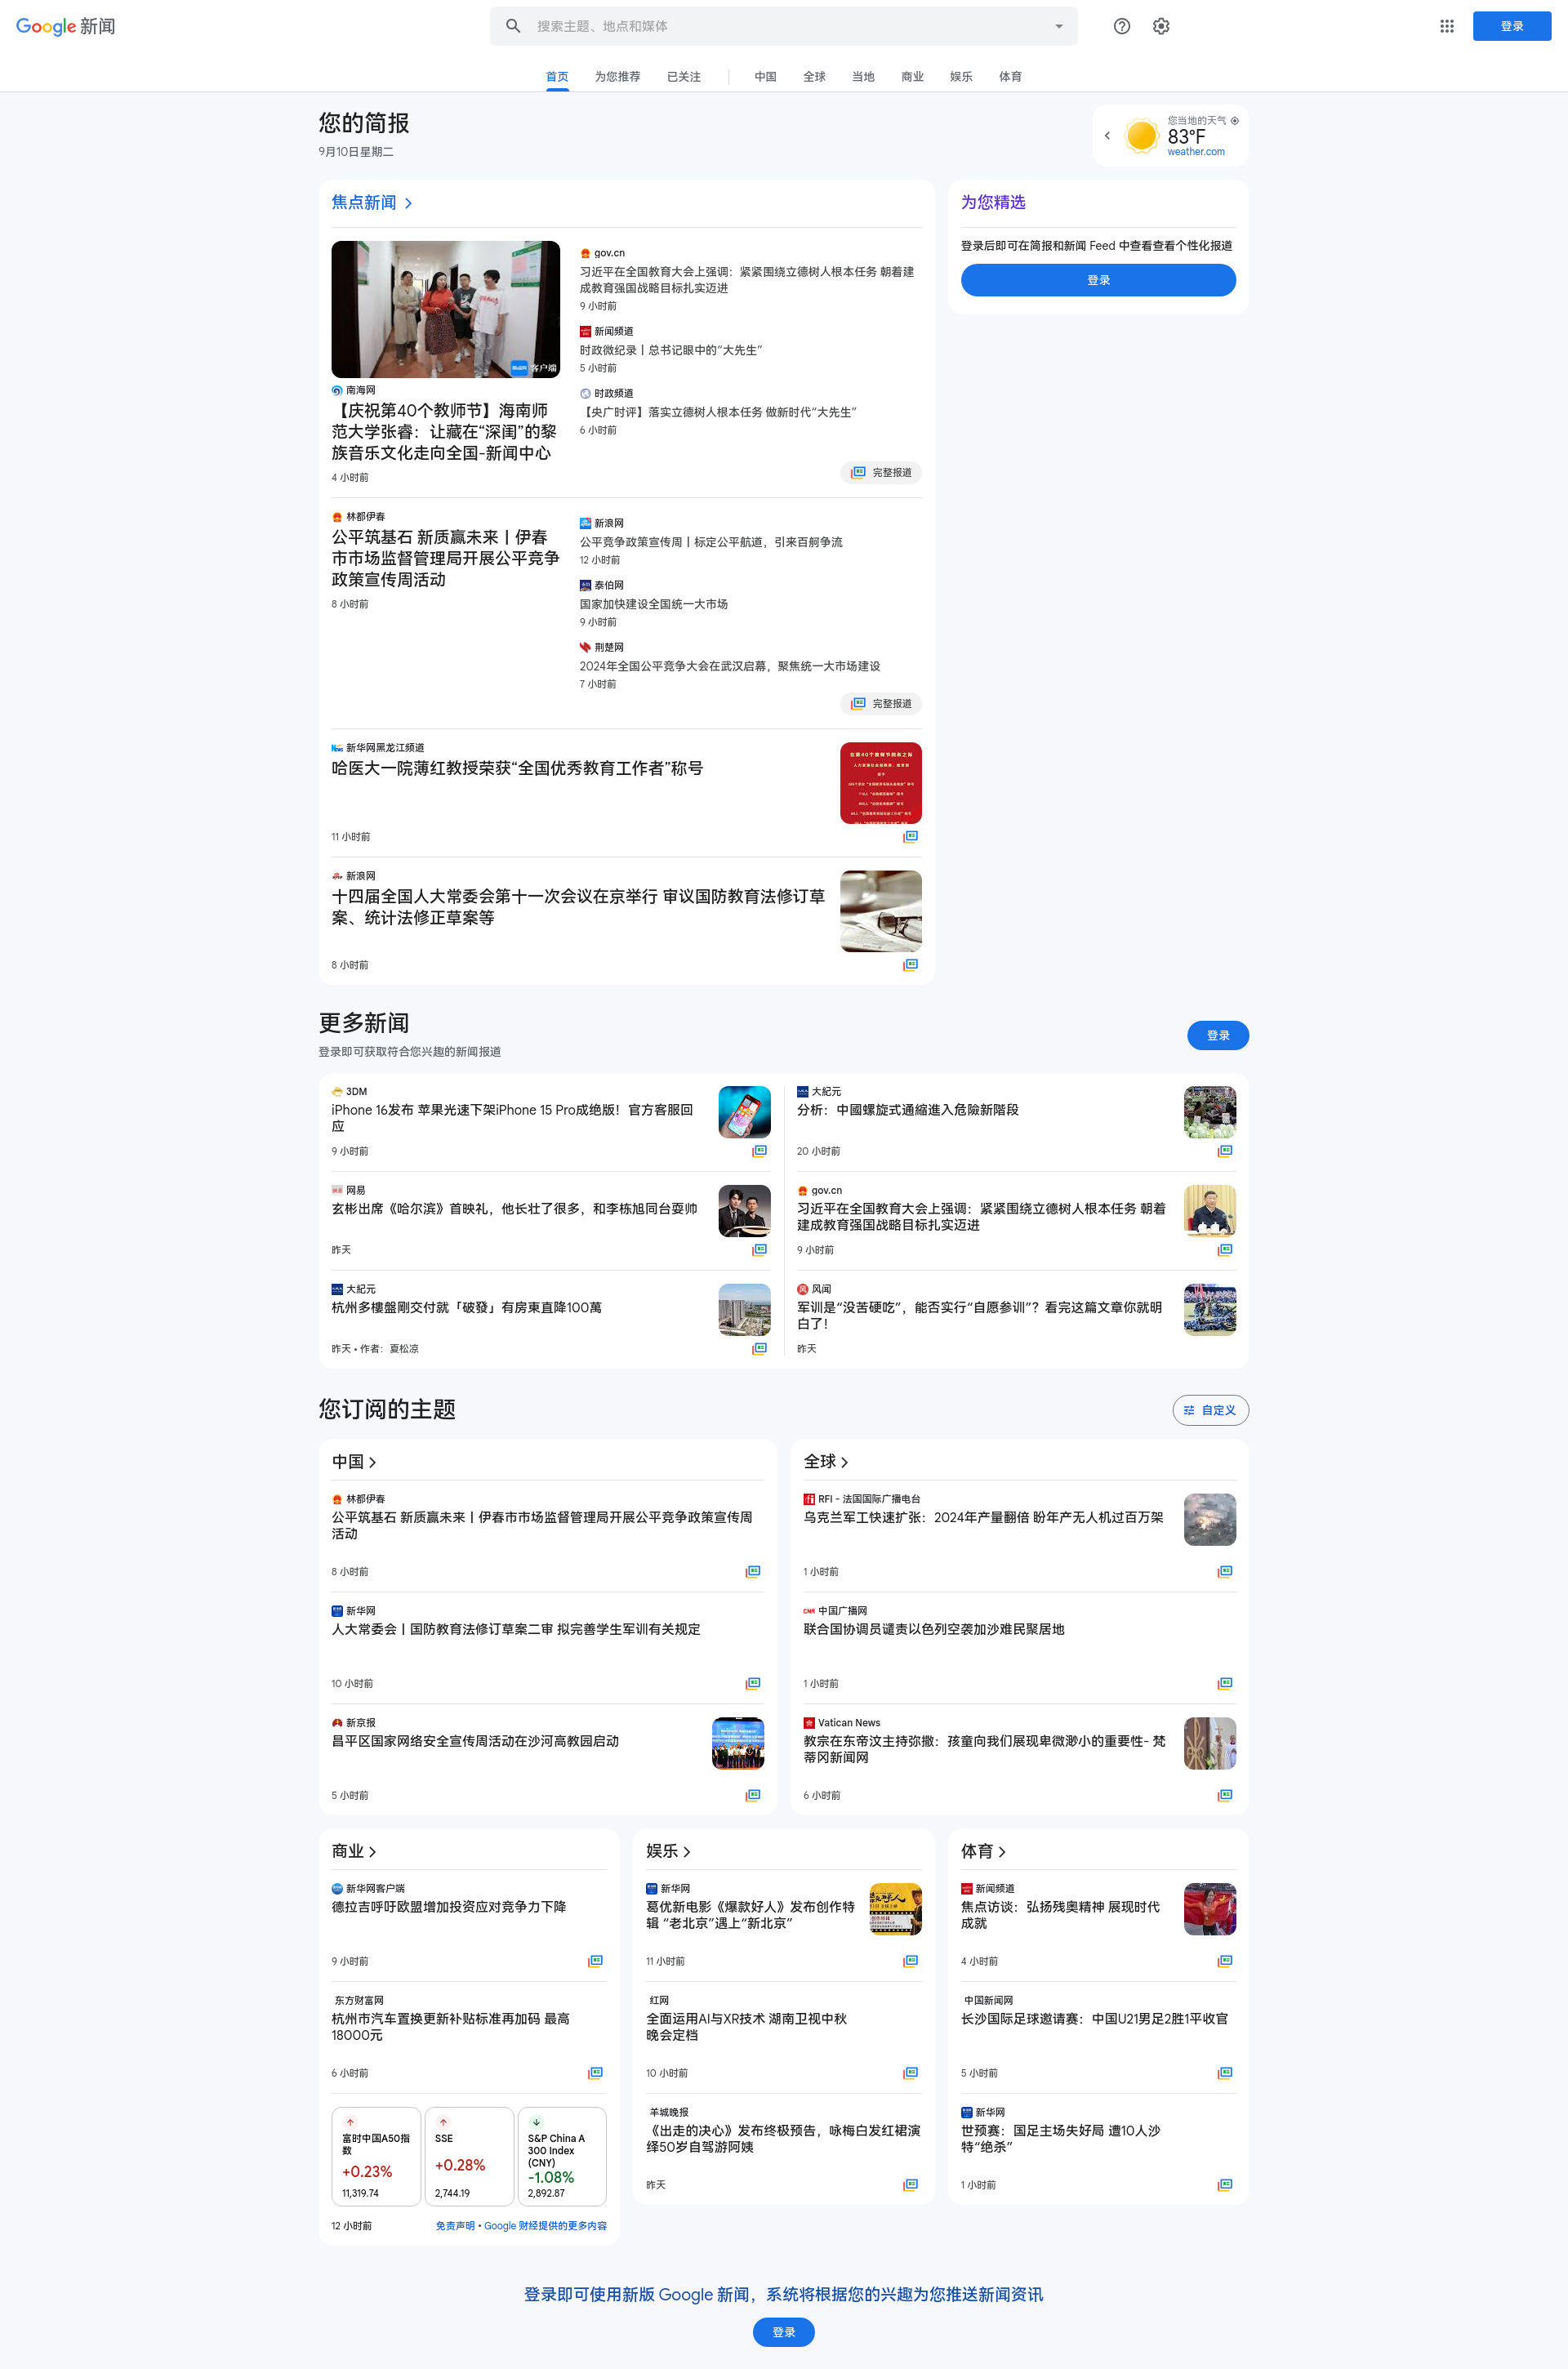 Google 新闻
搜索主题、地点和媒体
登录
首页
为您推荐
已关注
中国
全球
当地
商业
娱乐
体育
您的简报
9月10日星期二
您当地的天气
83°F
weather.com
焦点新闻
客户端
南海网
【庆祝第40个教师节】海南师
范大学张睿：让藏在“深闺”的黎
族音乐文化走向全国-新闻中心
4 小时前
gov.cn
习近平在全国教育大会上强调：紧紧围绕立德树人根本任务 朝着建
成教育强国战略目标扎实迈进
9 小时前
新闻频道
时政微纪录丨总书记眼中的“大先生”
5 小时前
时政频道
【央广时评】落实立德树人根本任务 做新时代“大先生”
6 小时前
完整报道
为您精选
登录后即可在简报和新闻 Feed 中查看查看个性化报道
登录
林都伊春
公平筑基石 新质赢未来丨伊春
市市场监督管理局开展公平竞争
政策宣传周活动
8 小时前
新浪网
公平竞争政策宣传周丨标定公平航道，引来百舸争流
12 小时前
泰伯网
国家加快建设全国统一大市场
9 小时前
荆楚网
2024年全国公平竞争大会在武汉启幕，聚焦统一大市场建设
7 小时前
完整报道
新华网黑龙江频道
哈医大一院薄红教授荣获“全国优秀教育工作者”称号
11 小时前
新浪网
十四届全国人大常委会第十一次会议在京举行 审议国防教育法修订草
案、统计法修正草案等
8 小时前
更多新闻
登录即可获取符合您兴趣的新闻报道
登录
3DM
iPhone 16发布 苹果光速下架iPhone 15 Pro成绝版！官方客服回
应
9 小时前
网易
玄彬出席《哈尔滨》首映礼，他长壮了很多，和李栋旭同台耍帅
昨天
大紀元
杭州多樓盤剛交付就「破發」有房東直降100萬
昨天 • 作者：夏松凉
大紀元
分析：中國螺旋式通縮進入危險新階段
20 小时前
gov.cn
习近平在全国教育大会上强调：紧紧围绕立德树人根本任务 朝着
建成教育强国战略目标扎实迈进
9 小时前
风闻
军训是“没苦硬吃”，能否实行“自愿参训”？看完这篇文章你就明
白了！
昨天
您订阅的主题
自定义
中国
林都伊春
公平筑基石 新质赢未来丨伊春市市场监督管理局开展公平竞争政策宣传周
活动
8 小时前
新华网
人大常委会丨国防教育法修订草案二审 拟完善学生军训有关规定
10 小时前
新京报
昌平区国家网络安全宣传周活动在沙河高教园启动
5 小时前
全球
RFI - 法国国际广播电台
乌克兰军工快速扩张：2024年产量翻倍 盼年产无人机过百万架
1 小时前
中国广播网
联合国协调员谴责以色列空袭加沙难民聚居地
1 小时前
Vatican News
教宗在东帝汶主持弥撒：孩童向我们展现卑微渺小的重要性- 梵
蒂冈新闻网
6 小时前
商业
新华网客户端
德拉吉呼吁欧盟增加投资应对竞争力下降
9 小时前
东方财富网
杭州市汽车置换更新补贴标准再加码 最高
18000元
6 小时前
富时中国A50指
数
+0.23%
11,319.74
SSE
+0.28%
2,744.19
S&P China A
300 Index
(CNY)
-1.08%
2,892.87
12 小时前
免责声明 • Google 财经提供的更多内容
娱乐
新华网
葛优新电影《爆款好人》发布创作特
辑 “老北京”遇上“新北京”
11 小时前
红网
全面运用AI与XR技术 湖南卫视中秋
晚会定档
10 小时前
羊城晚报
《出走的决心》发布终极预告，咏梅白发红裙演
绎50岁自驾游阿姨
昨天
体育
新闻频道
焦点访谈：弘扬残奥精神 展现时代
成就
4 小时前
中国新闻网
长沙国际足球邀请赛：中国U21男足2胜1平收官
5 小时前
新华网
世预赛：国足主场失好局 遭10人沙
特“绝杀”
1 小时前
登录即可使用新版 Google 新闻，系统将根据您的兴趣为您推送新闻资讯
登录